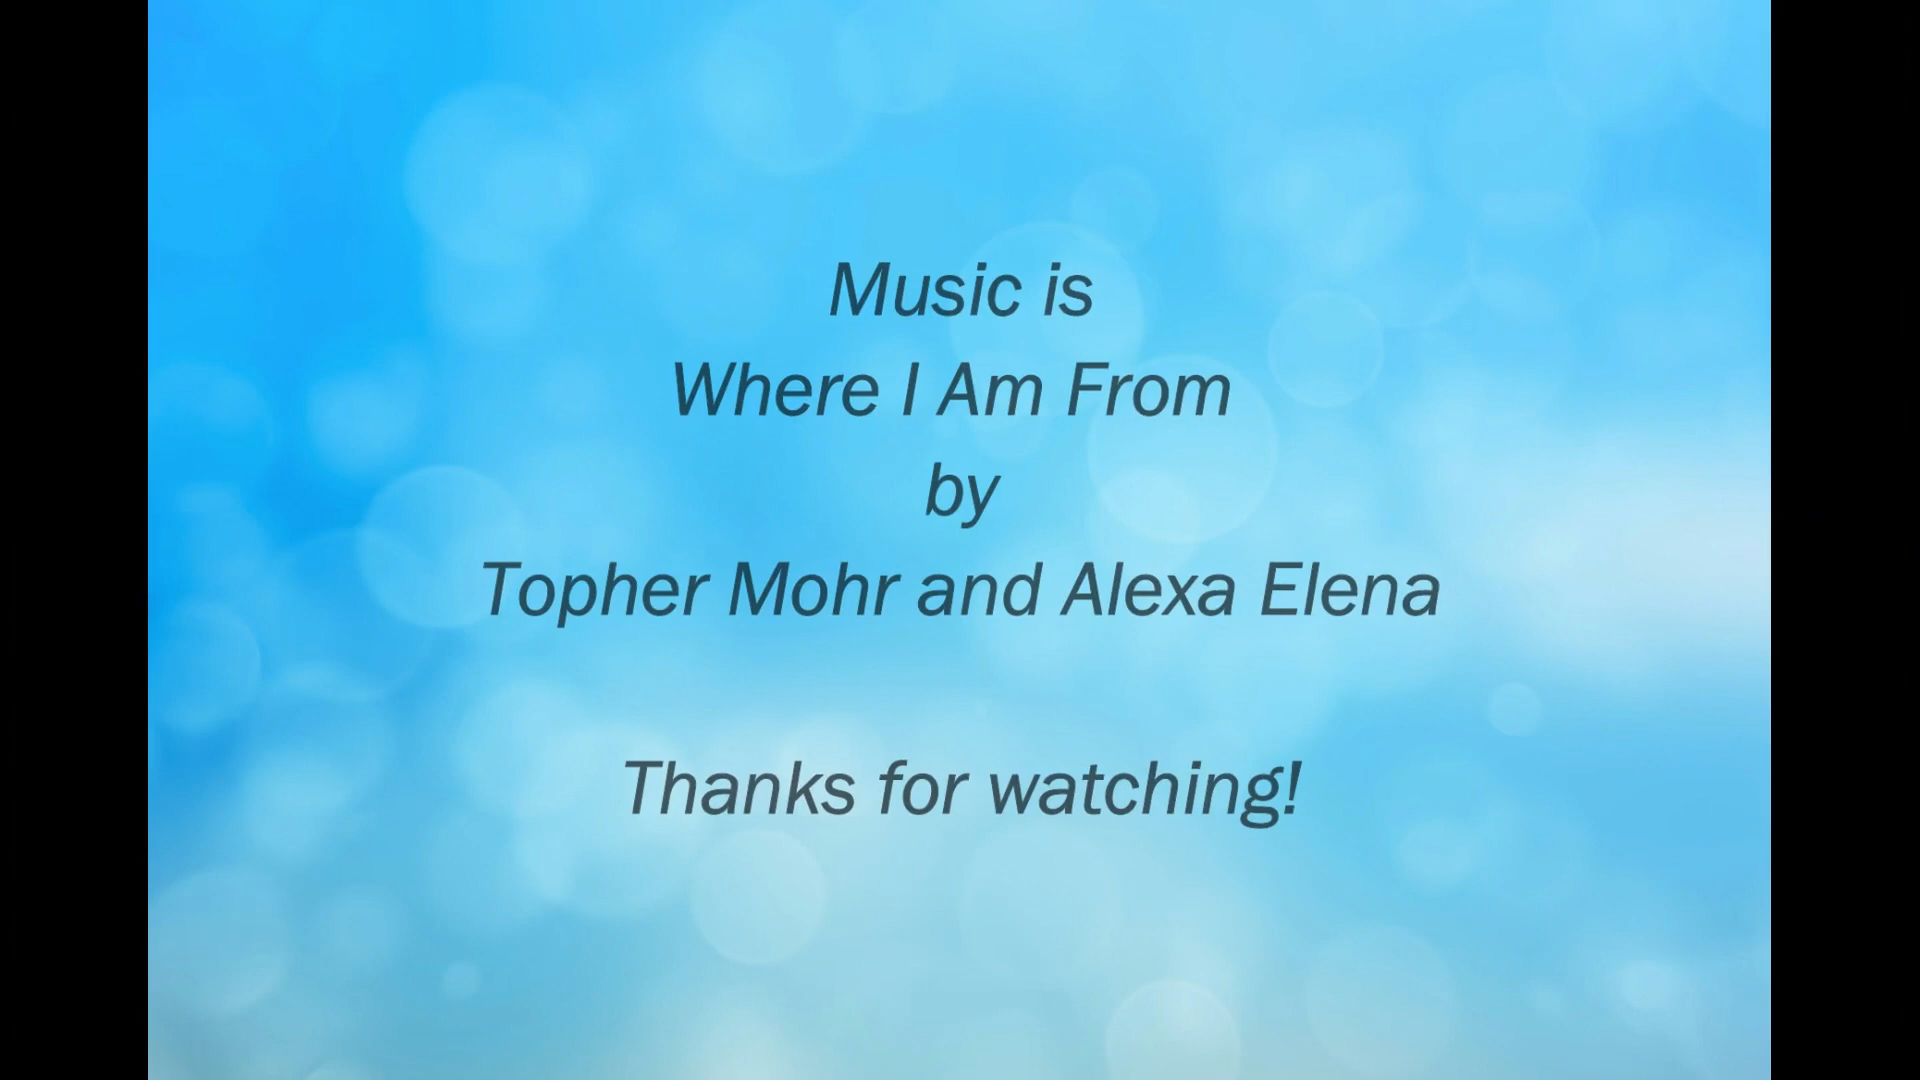 Music is
Where I Am From
by
Topher Mohr and Alexa Elena
Thanks for watching!